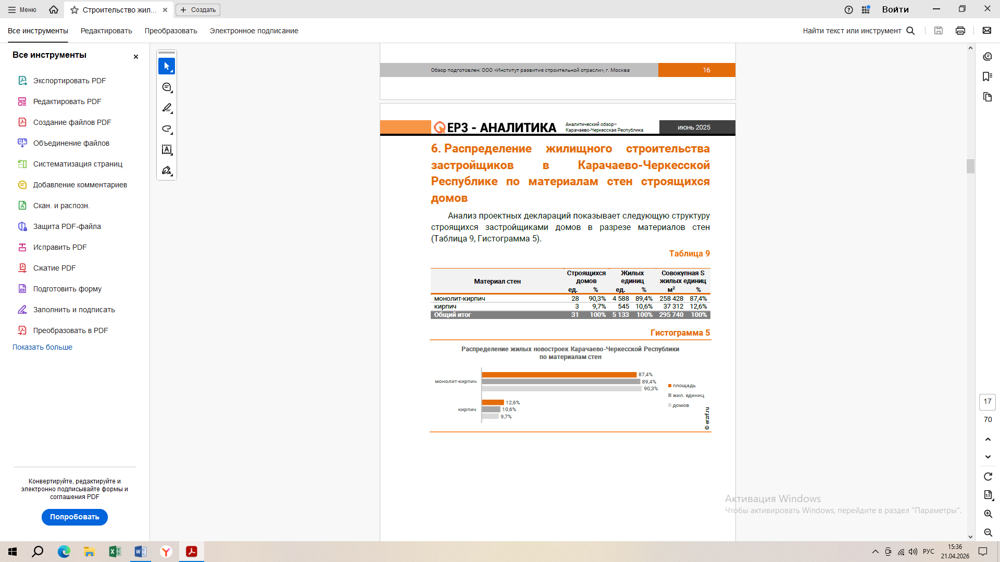 Меню
Строительство жил...
Создать
Войти
Все инструменты
Редактировать
Преобразовать
Электронное подписание
Найти текст или инструмент
Все инструменты
Экспортировать PDF
Редактировать PDF
Создание файлов PDF
Объединение файлов
Систематизация страниц
Добавление комментариев
Скан. и распозн.
Защита PDF-файла
Исправить PDF
Сжатие PDF
Подготовить форму
Заполнить и подписать
Преобразовать в PDF
Показать больше
Конвертируйте, редактируйте и
электронно подписывайте формы и
соглашения PDF
Попробовать
Обзор подготовлен: ООО «Институт развития строительной отрасли», г. Москва
16
ЕРЗ - АНАЛИТИКА
Аналитический обзор–
Карачаево-Черкесская Республика
июнь 2025
6. Распределение жилищного строительства
застройщиков в Карачаево-Черкесской
Республике по материалам стен строящихся
домов
Анализ проектных деклараций показывает следующую структуру
строящихся застройщиками домов в разрезе материалов стен
(Таблица 9, Гистограмма 5).
Таблица 9
Материал стен
Строящихся домов
Жилых единиц
Совокупная S жилых единиц
ед. % ед. % м² %
монолит-кирпич 28 90,3% 4 588 89,4% 258 428 87,4%
кирпич 3 9,7% 545 10,6% 37 312 12,6%
Общий итог 31 100% 5 133 100% 295 740 100%
Гистограмма 5
Распределение жилых новостроек Карачаево-Черкесской Республики
по материалам стен
монолит-кирпич
87,4%
89,4%
90,3%
кирпич
12,6%
10,6%
9,7%
площадь
жил. единиц
домов
© erzrf.ru
17
70
1:1
Активация Windows
Чтобы активировать Windows, перейдите в раздел "Параметры".
РУС
15:36
21.04.2026